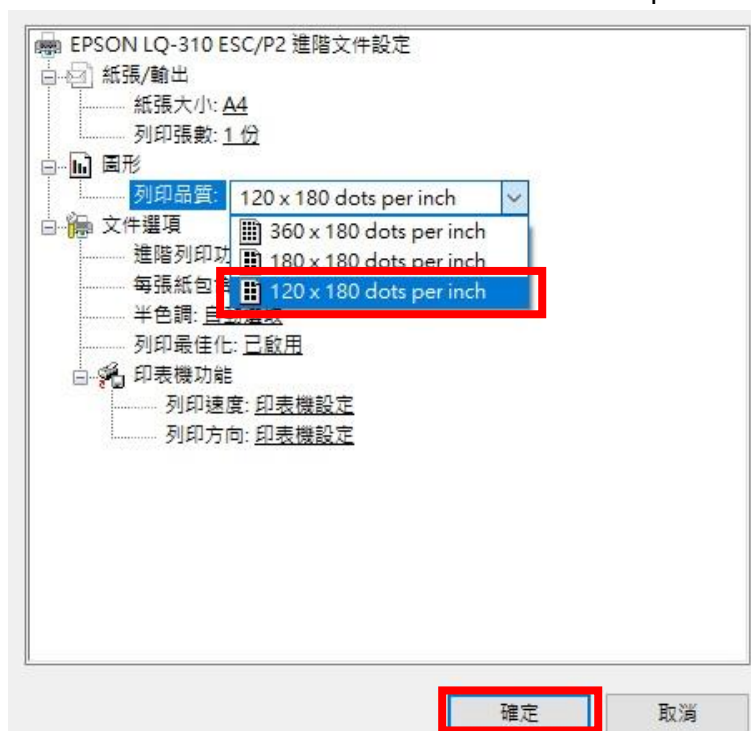 EPSON LQ-310 ESC/P2 進階文件設定
紙張/輸出
紙張大小: A4
列印張數: 1 份
圖形
列印品質: 120 x 180 dots per inch
360 x 180 dots per inch
文件選項
180 x 180 dots per inch
進階列印功
120 x 180 dots per inch
每張紙包
半色調:
列印最佳化: 已啟用
印表機功能
列印速度: 印表機設定
列印方向: 印表機設定
確定
取消